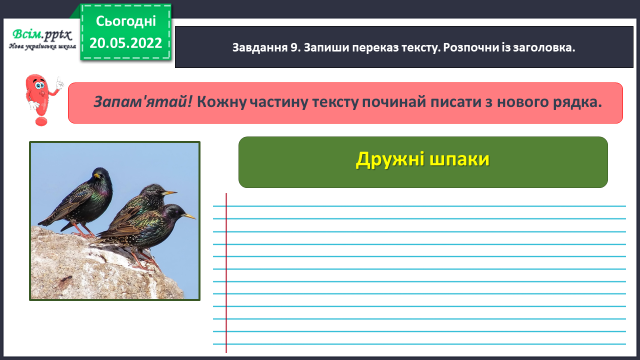 Всім.pptx
Нова українська школа
Сьогодні
20.05.2022
Завдання 9. Запиши переказ тексту. Розпочни із заголовка.
Запам'ятай! Кожну частину тексту починай писати з нового рядка.
Дружні шпаки